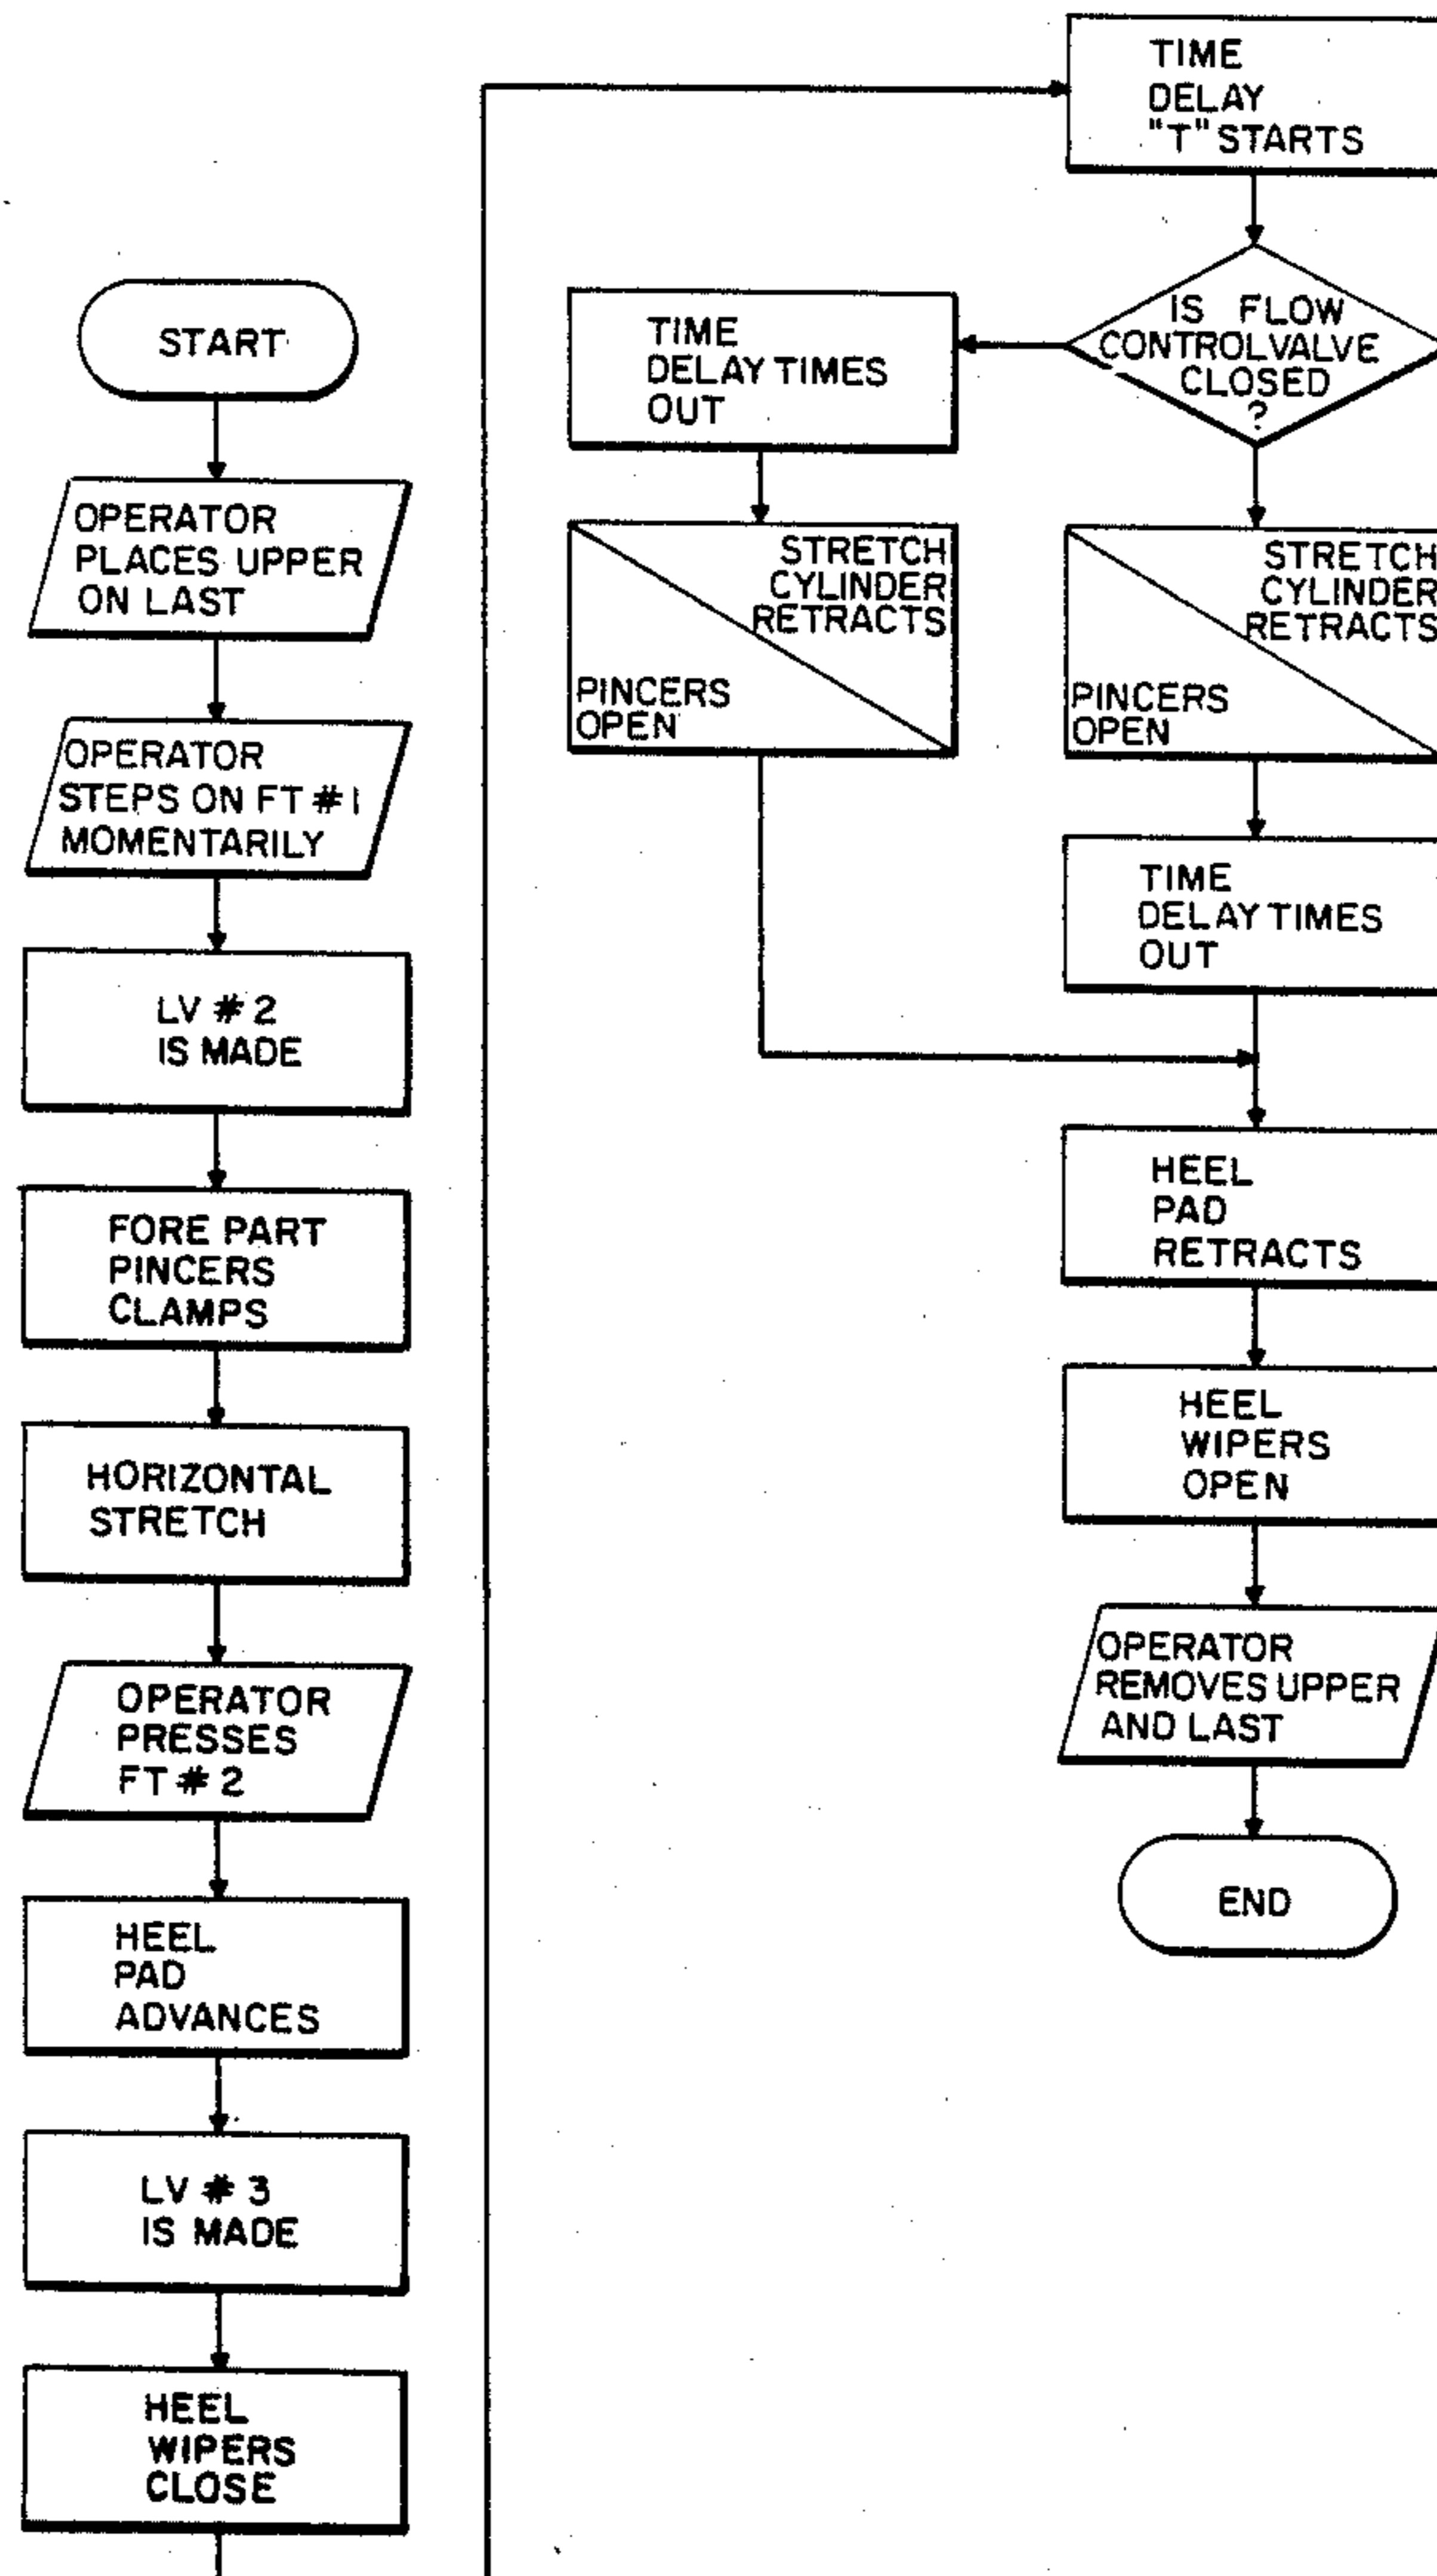 START
OPERATOR
PLACES UPPER
ON LAST
OPERATOR
STEPS ON FT #1
MOMENTARILY
LV #2
IS MADE
FORE PART
PINCERS
CLAMPS
HORIZONTAL
STRETCH
OPERATOR
PRESSES
FT #2
HEEL
PAD
ADVANCES
LV #3
IS MADE
HEEL
WIPERS
CLOSE
TIME
DELAY
"T" STARTS
IS FLOW
CONTROLVALVE
CLOSED
?
TIME
DELAY TIMES
OUT
STRETCH
CYLINDER
RETRACTS
PINCERS
OPEN
STRETCH
CYLINDER
RETRACTS
PINCERS
OPEN
TIME
DELAY TIMES
OUT
HEEL
PAD
RETRACTS
HEEL
WIPERS
OPEN
OPERATOR
REMOVES UPPER
AND LAST
END